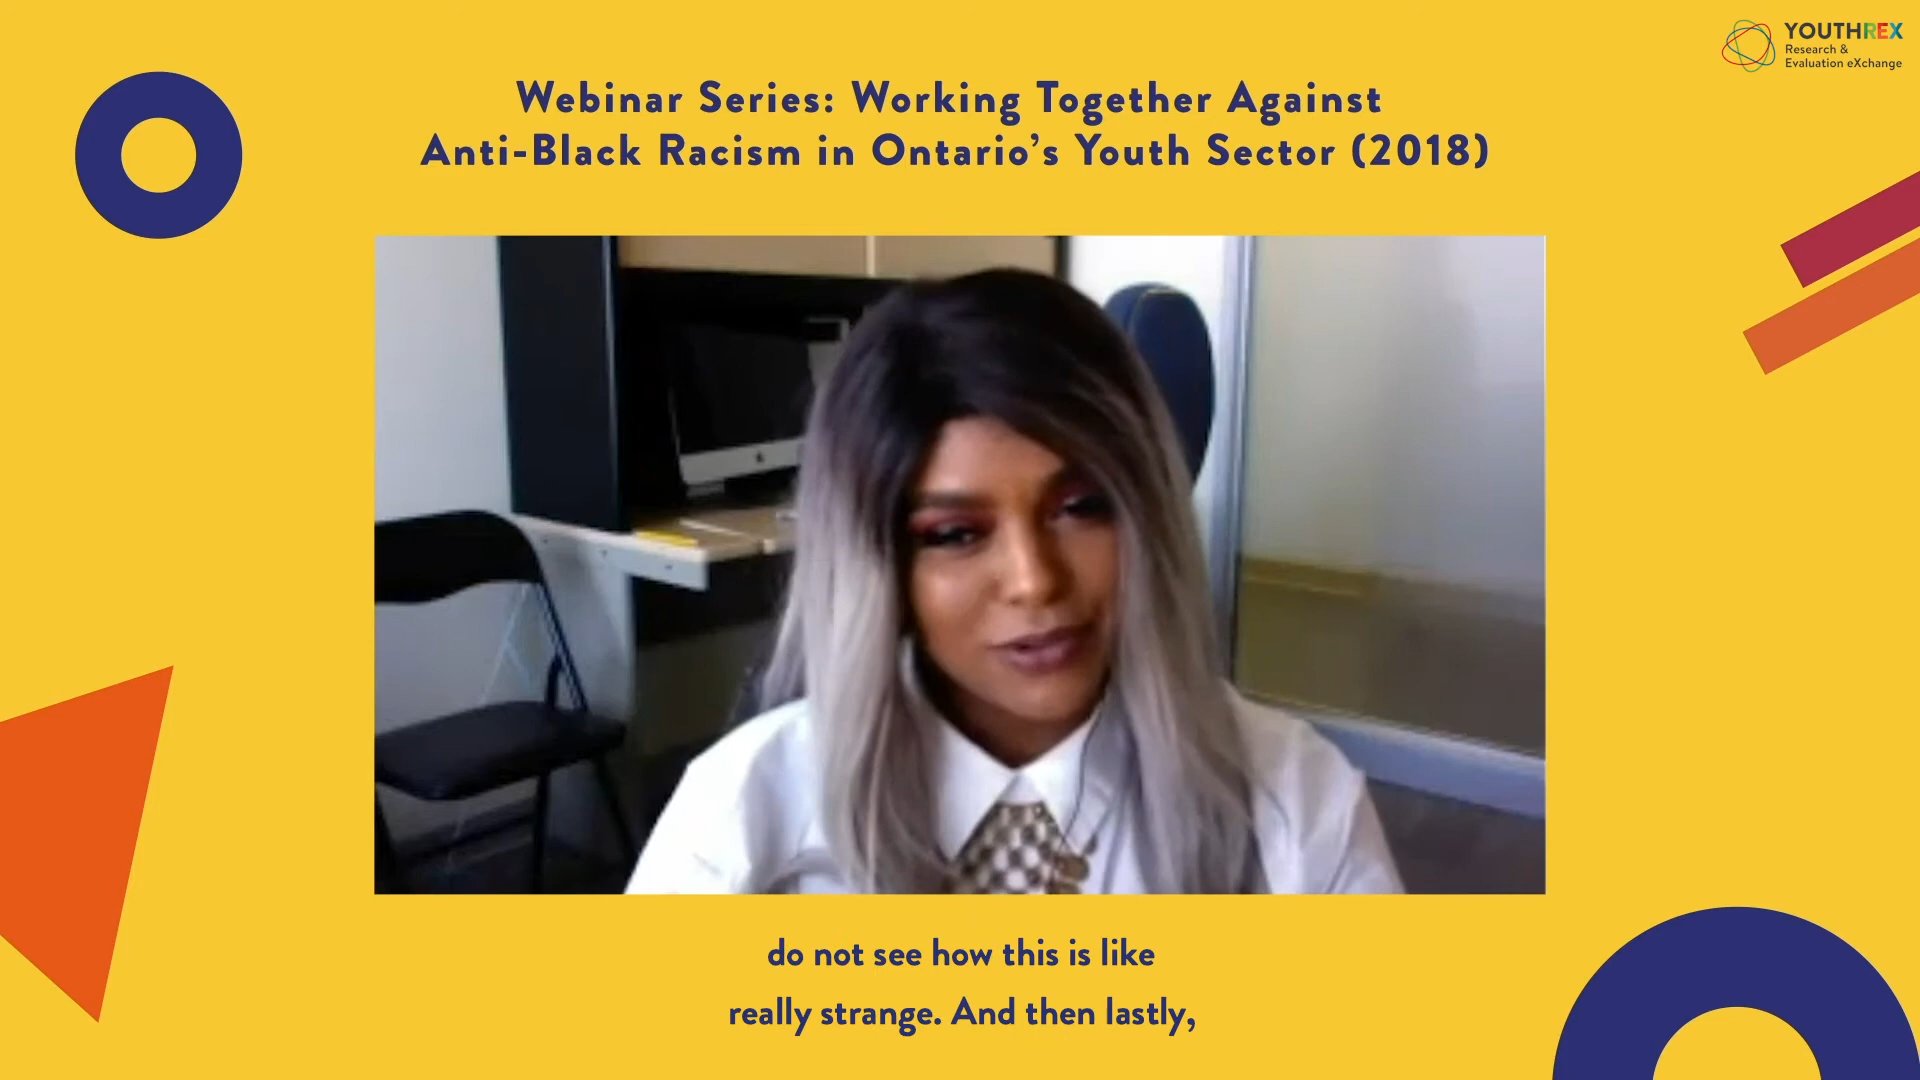 YOUTHREX
Research &
Evaluation eXchange
Webinar Series: Working Together Against
Anti-Black Racism in Ontario’s Youth Sector (2018)
do not see how this is like
really strange. And then lastly,